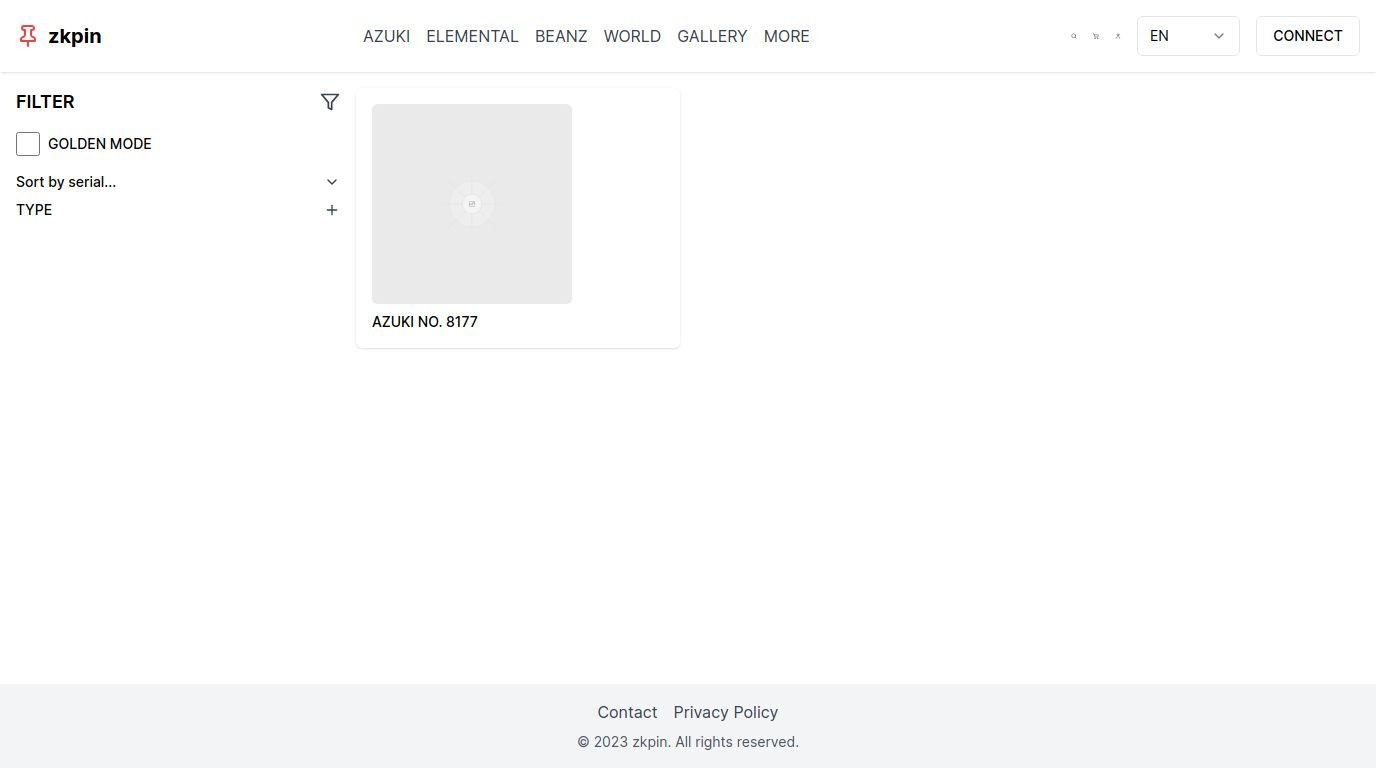 zkpin
AZUKI ELEMENTAL BEANZ WORLD GALLERY MORE
EN
CONNECT
FILTER
GOLDEN MODE
Sort by serial...
TYPE
AZUKI NO. 8177
Contact Privacy Policy
© 2023 zkpin. All rights reserved.